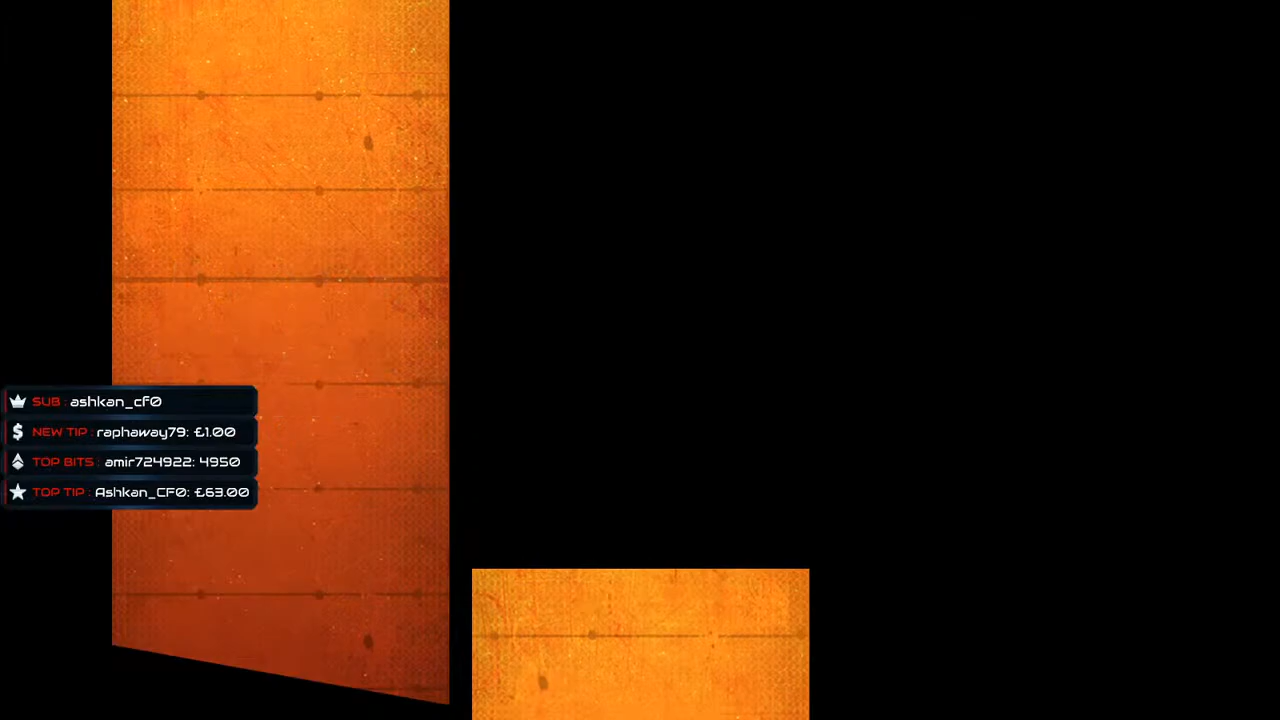 SUB : ashkan_cf0
NEW TIP : raphaway79: £1.00
TOP BITS : amir724922: 4950
TOP TIP : Ashkan_CF0: £63.00